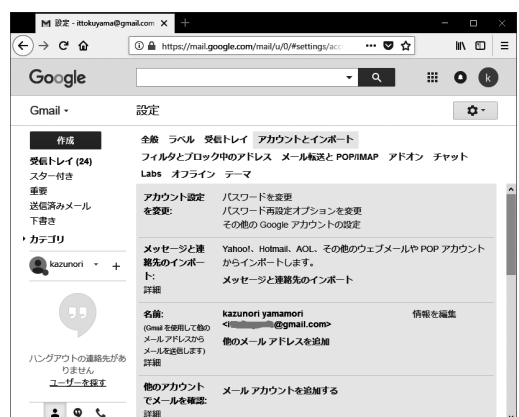 設定 - ittokuyama@gmail.com
https://mail.google.com/mail/u/0/#settings/acc
Google
k
Gmail
設定
作成
受信トレイ (24)
スター付き
重要
送信済みメール
下書き
カテゴリ
kazunori
ハングアウトの連絡先があ
りません
ユーザーを探す
全般 ラベル 受信トレイ アカウントとインポート
フィルタとブロック中のアドレス メール転送と POP/IMAP アドオン チャット
Labs オフライン テーマ
アカウント設定
を変更:
パスワードを変更
パスワード再設定オプションを変更
その他の Google アカウントの設定
メッセージと連
絡先のインポー
ト:
詳細
Yahoo!、Hotmail、AOL、その他のウェブメールや POP アカウント
からインポートします。
メッセージと連絡先のインポート
名前:
(Gmail を使用して他の
メール アドレスから
メールを送信します)
詳細
kazunori yamamori
<i @gmail.com>
情報を編集
他のメール アドレスを追加
他のアカウント
でメールを確認:
詳細
メール アカウントを追加する